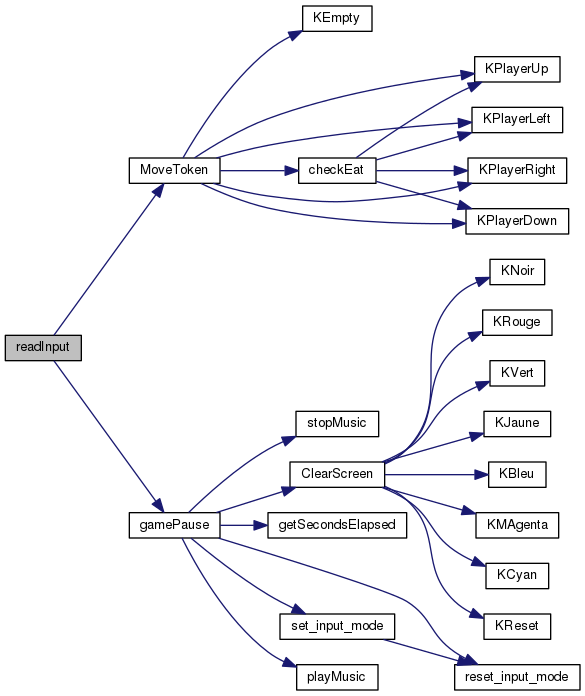 KEmpty
KPlayerUp
KPlayerLeft
MoveToken
checkEat
KPlayerRight
KPlayerDown
KNoir
KRouge
readInput
KVert
stopMusic
KJaune
ClearScreen
KBleu
gamePause
getSecondsElapsed
KMAgenta
KCyan
set_input_mode
KReset
playMusic
reset_input_mode